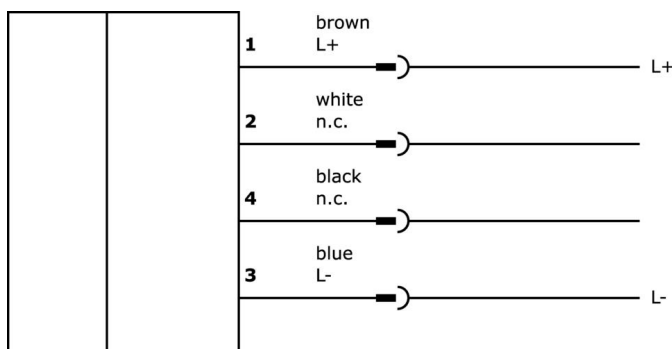 brown
1 L+
L+
white
2 n.c.
black
4 n.c.
blue
3 L-
L-